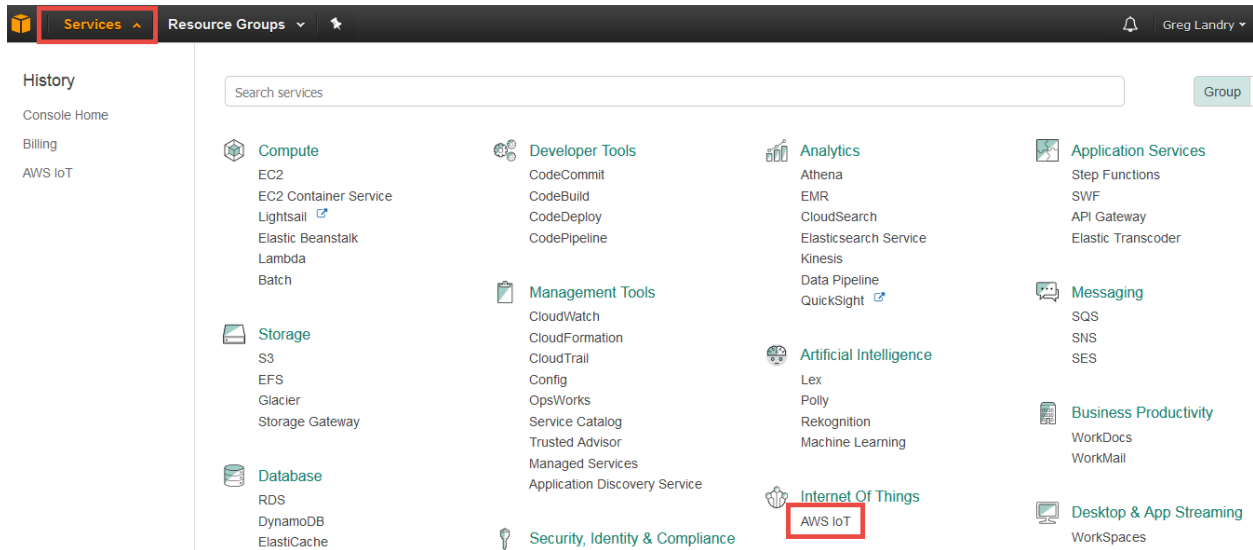 Services
Resource Groups
Greg Landry
History
Console Home
Billing
AWS IoT
Search services
Group
Compute
EC2
EC2 Container Service
Lightsail
Elastic Beanstalk
Lambda
Batch
Storage
S3
EFS
Glacier
Storage Gateway
Database
RDS
DynamoDB
ElastiCache
Developer Tools
CodeCommit
CodeBuild
CodeDeploy
CodePipeline
Management Tools
CloudWatch
CloudFormation
CloudTrail
Config
OpsWorks
Service Catalog
Trusted Advisor
Managed Services
Application Discovery Service
Security, Identity & Compliance
Analytics
Athena
EMR
CloudSearch
Elasticsearch Service
Kinesis
Data Pipeline
QuickSight
Artificial Intelligence
Lex
Polly
Rekognition
Machine Learning
Internet Of Things
AWS IoT
Application Services
Step Functions
SWF
API Gateway
Elastic Transcoder
Messaging
SQS
SNS
SES
Business Productivity
WorkDocs
WorkMail
Desktop & App Streaming
WorkSpaces